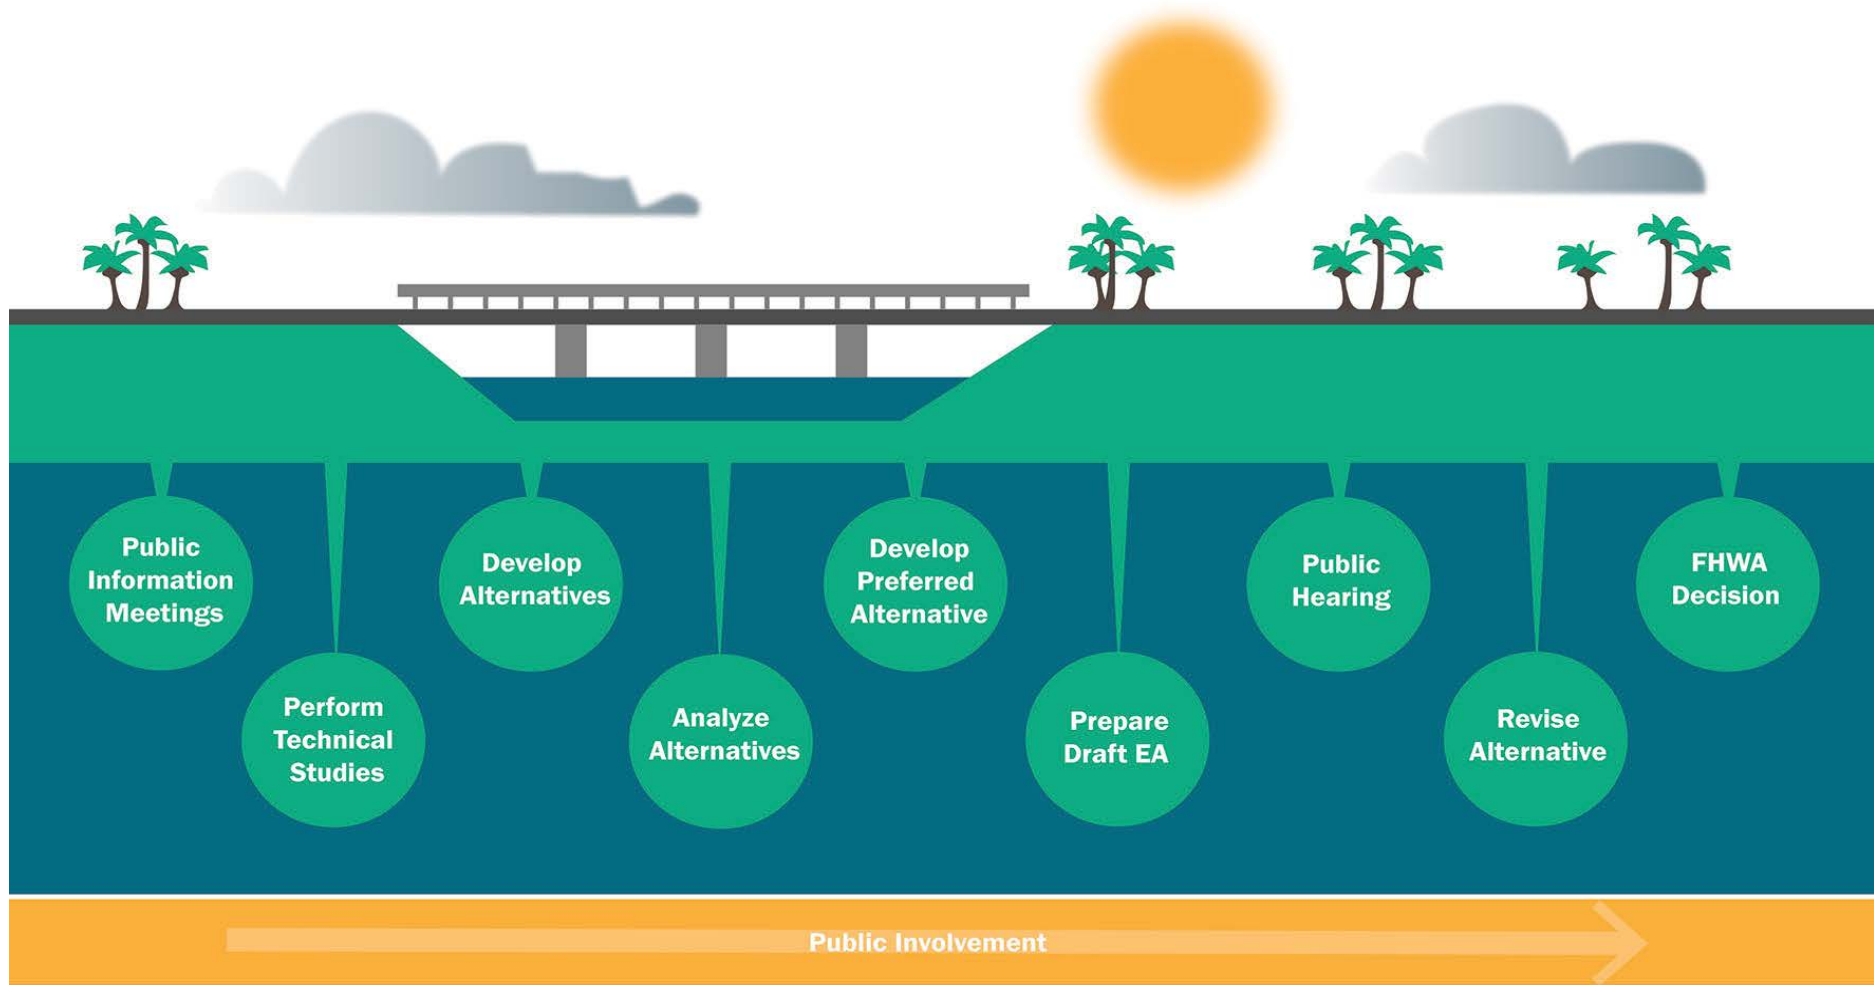 Public
Information
Meetings
Perform
Technical
Studies
Develop
Alternatives
Analyze
Alternatives
Develop
Preferred
Alternative
Prepare
Draft EA
Public
Hearing
Revise
Alternative
FHWA
Decision
Public Involvement